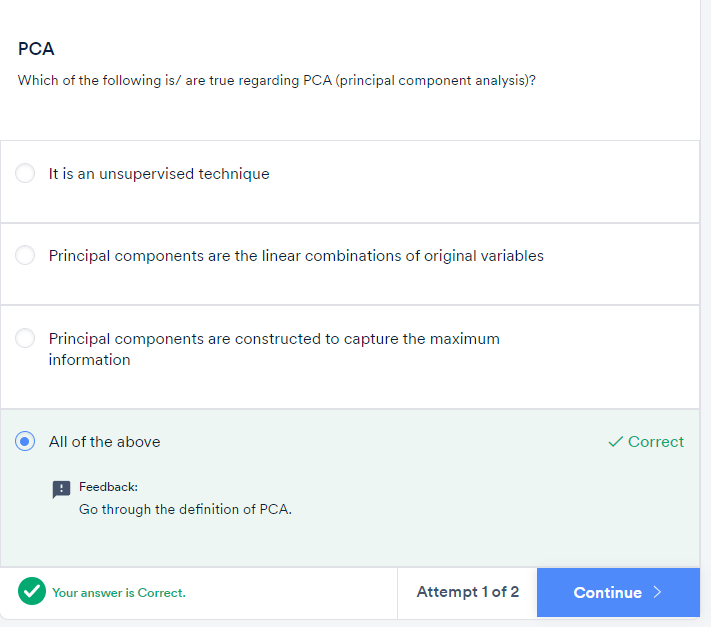 PCA
Which of the following is/ are true regarding PCA (principal component analysis)?
It is an unsupervised technique
Principal components are the linear combinations of original variables
Principal components are constructed to capture the maximum
information
All of the above
Correct
Feedback:
Go through the definition of PCA.
Your answer is Correct.
Attempt 1 of 2
Continue